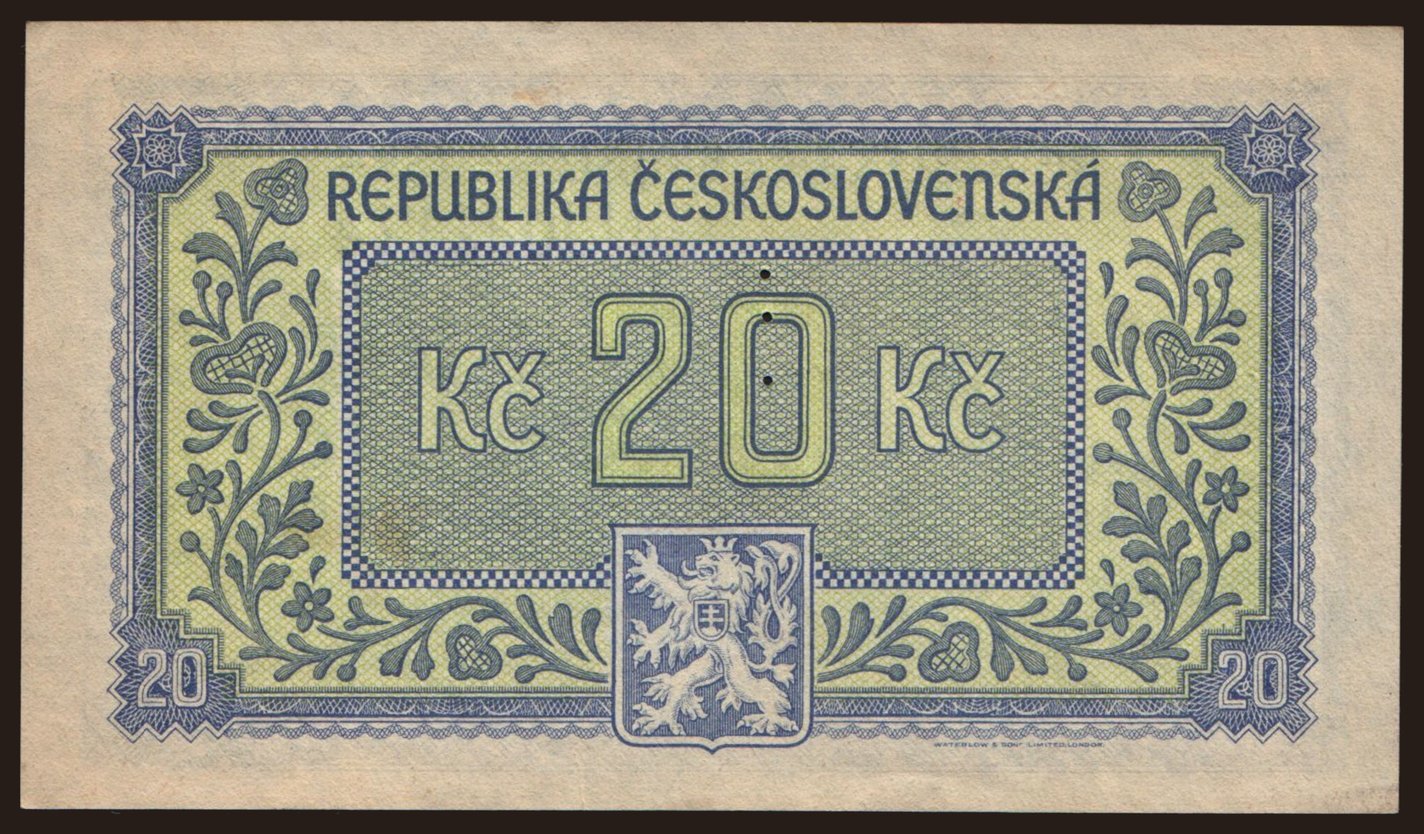 REPUBLIKA ČESKOSLOVENSKÁ
Kč 20 Kč
20
20
WATERLOW & SONS LIMITED, LONDON.